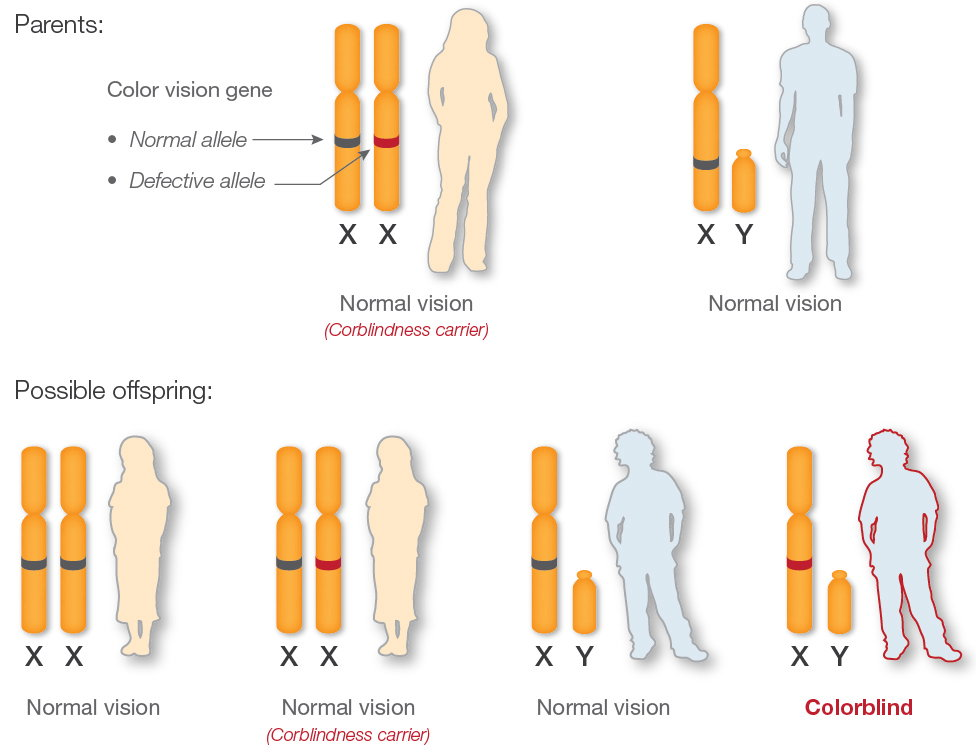 Parents:
Color vision gene
• Normal allele
• Defective allele
X X
X Y
Normal vision
(Corblindness carrier)
Normal vision
Possible offspring:
X X
X X
X Y
X Y
Normal vision
Normal vision
(Corblindness carrier)
Normal vision
Colorblind